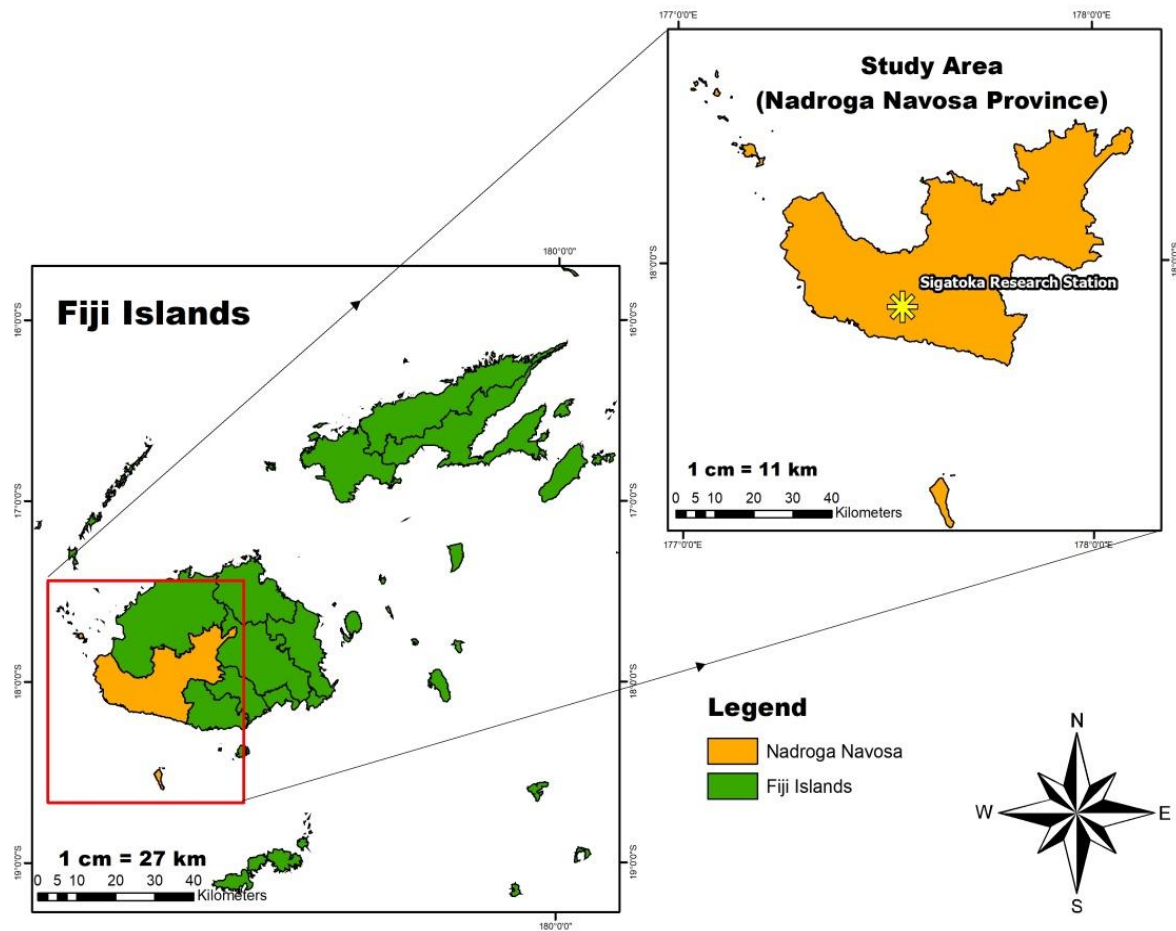 177°0'0"E
178°0'0"E
Study Area
(Nadroga Navosa Province)
18°0'0"S
18°0'0"S
Sigatoka Research Station
1 cm = 11 km
0 5 10 20 30 40
Kilometers
177°0'0"E
178°0'0"E
180°0'0"
Fiji Islands
16°0'0"S
16°0'0"S
17°0'0"S
17°0'0"S
18°0'0"S
18°0'0"S
19°0'0"S
19°0'0"S
1 cm = 27 km
0 5 10 20 30 40
Kilometers
180°0'0"
Legend
Nadroga Navosa
Fiji Islands
N
W
E
S